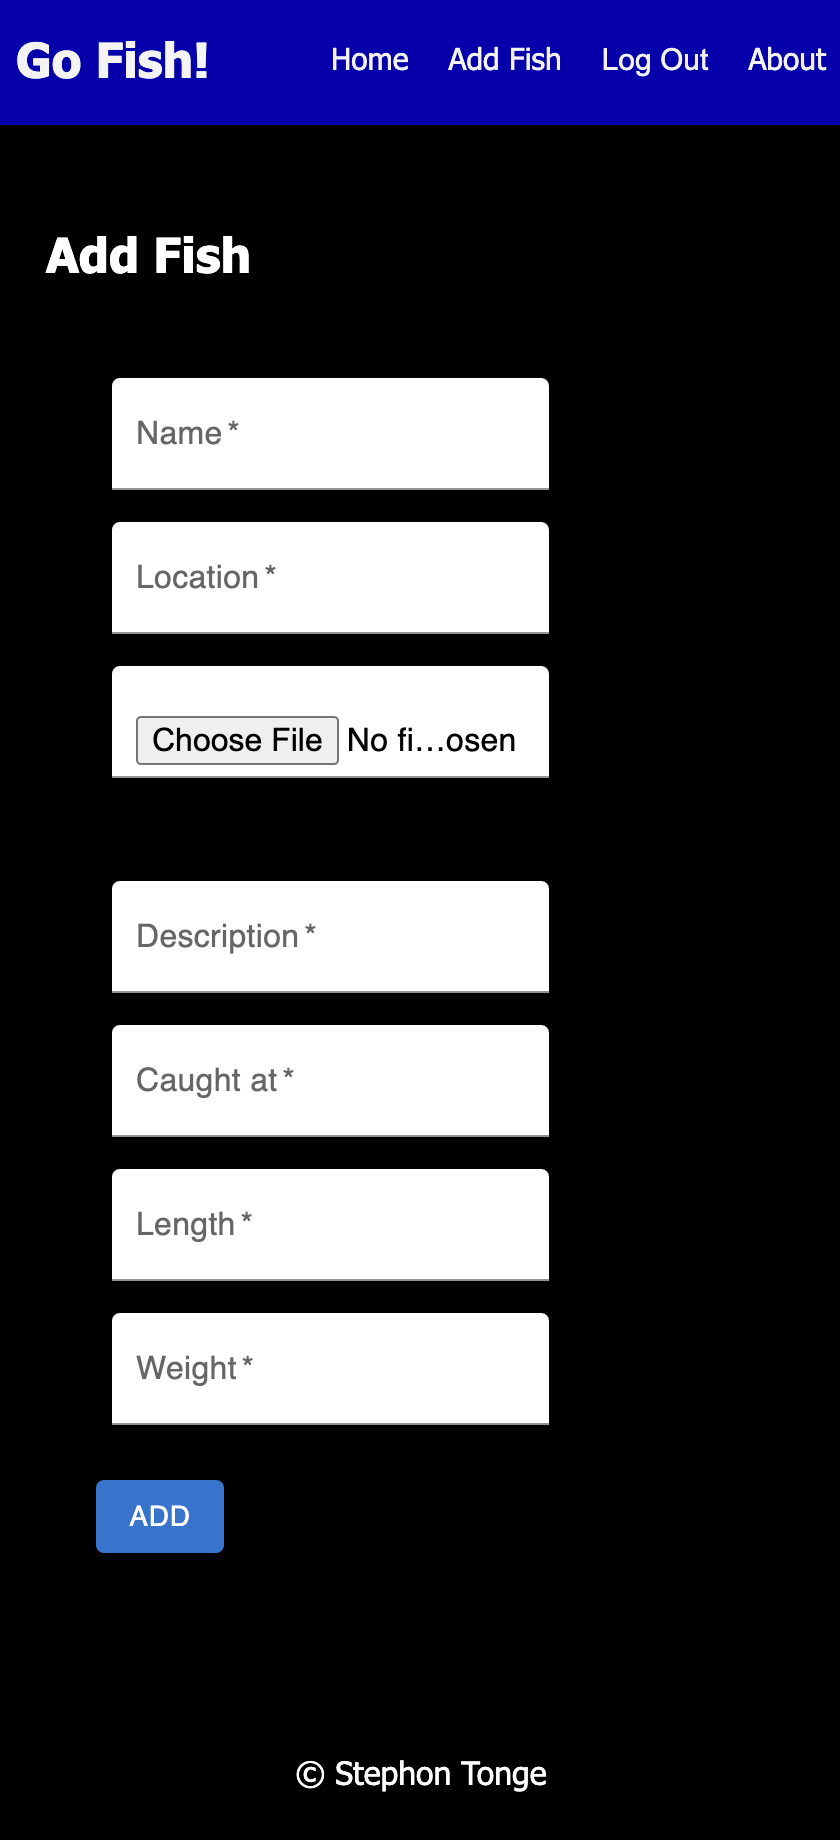 Go Fish! Home Add Fish Log Out About
Add Fish
Name *
Location *
Choose File No fi...osen
Description *
Caught at *
Length *
Weight *
ADD
© Stephon Tonge